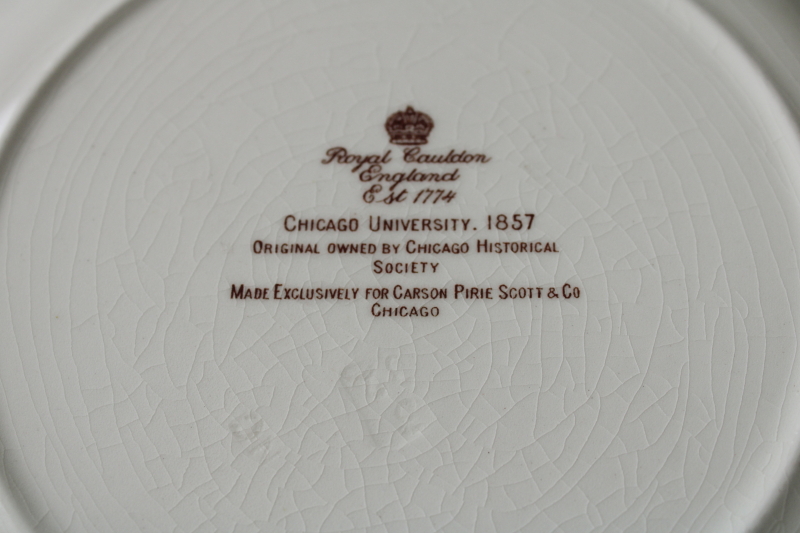 Royal Cauldon
England
Est 1774
CHICAGO UNIVERSITY. 1857
ORIGINAL OWNED BY CHICAGO HISTORICAL
SOCIETY
MADE EXCLUSIVELY FOR CARSON PIRIE SCOTT & CO
CHICAGO